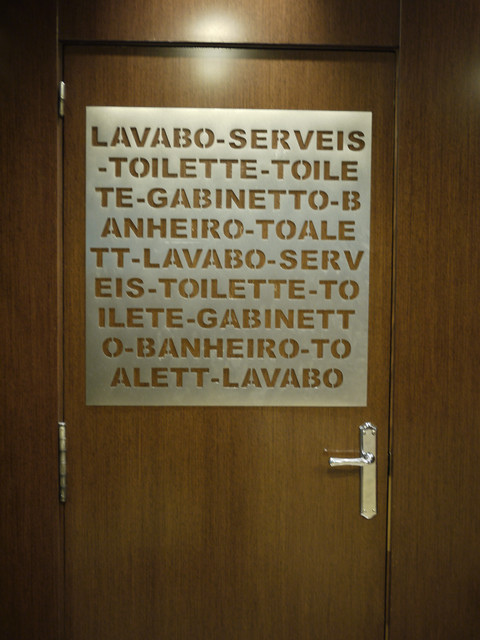 LAVABO-SERVEIS
-TOILETTE-TOILE
TE-GABINETTO-B
ANHEIRO-TOALE
TT-LAVABO-SERV
EIS-TOILETTE-TO
ILETE-GABINETT
O-BANHEIRO-TO
ALETT-LAVABO